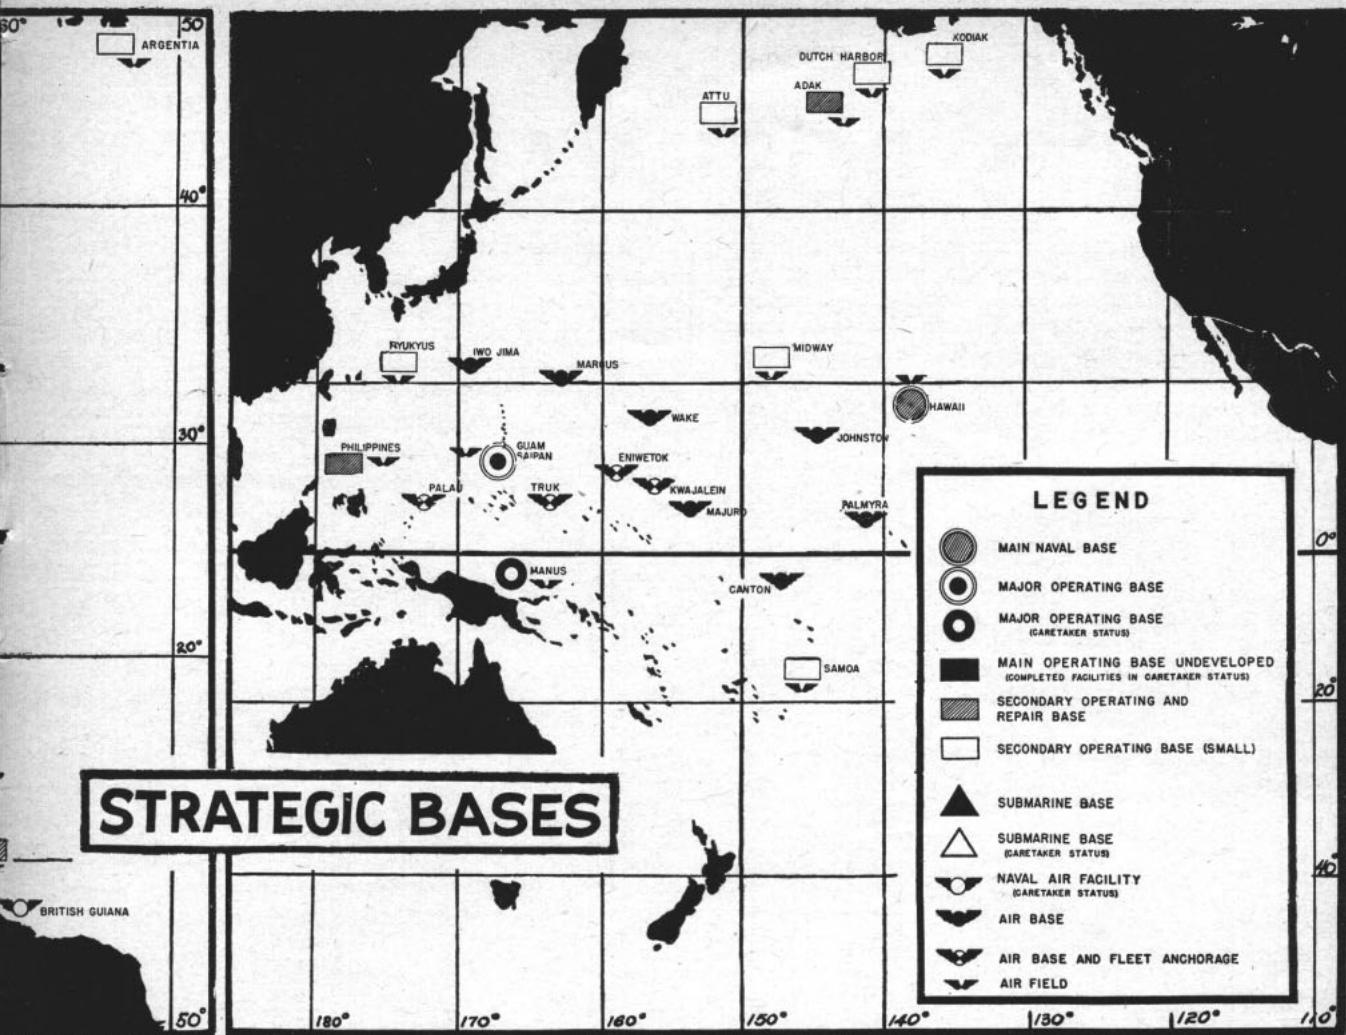 60°
50°
ARGENTIA
KODIAK
DUTCH HARBOR
ADAK
ATTU
40°
RYUKYUS
IWO JIMA
MARCUS
MIDWAY
HAWAII
WAKE
JOHNSTON
30°
PHILIPPINES
GUAM
SAIPAN
ENIWETOK
KWAJALEIN
PALAU
TRUK
MAJURO
PALMYRA
MANUS
CANTON
SAMOA
20°
LEGEND
MAIN NAVAL BASE
MAJOR OPERATING BASE
MAJOR OPERATING BASE
(CARETAKER STATUS)
MAIN OPERATING BASE UNDEVELOPED
(COMPLETED FACILITIES IN CARETAKER STATUS)
SECONDARY OPERATING AND
REPAIR BASE
SECONDARY OPERATING BASE (SMALL)
SUBMARINE BASE
SUBMARINE BASE
(CARETAKER STATUS)
NAVAL AIR FACILITY
(CARETAKER STATUS)
AIR BASE
AIR BASE AND FLEET ANCHORAGE
AIR FIELD
0°
20°
40°
STRATEGIC BASES
BRITISH GUIANA
50°
180°
170°
160°
150°
140°
130°
120°
110°